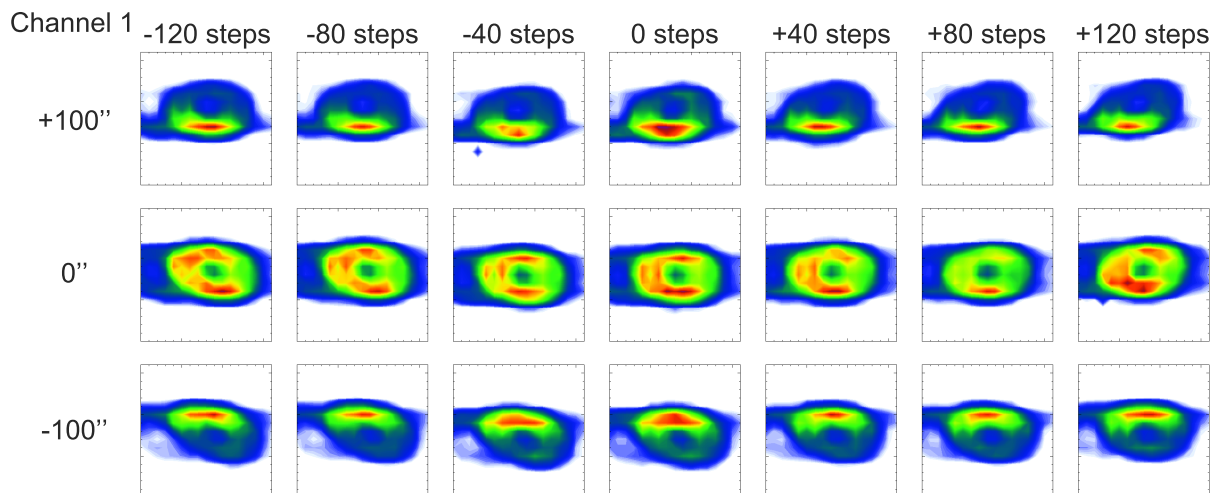 Channel 1
-120 steps -80 steps -40 steps 0 steps +40 steps +80 steps +120 steps
+100’’
0’’
-100’’